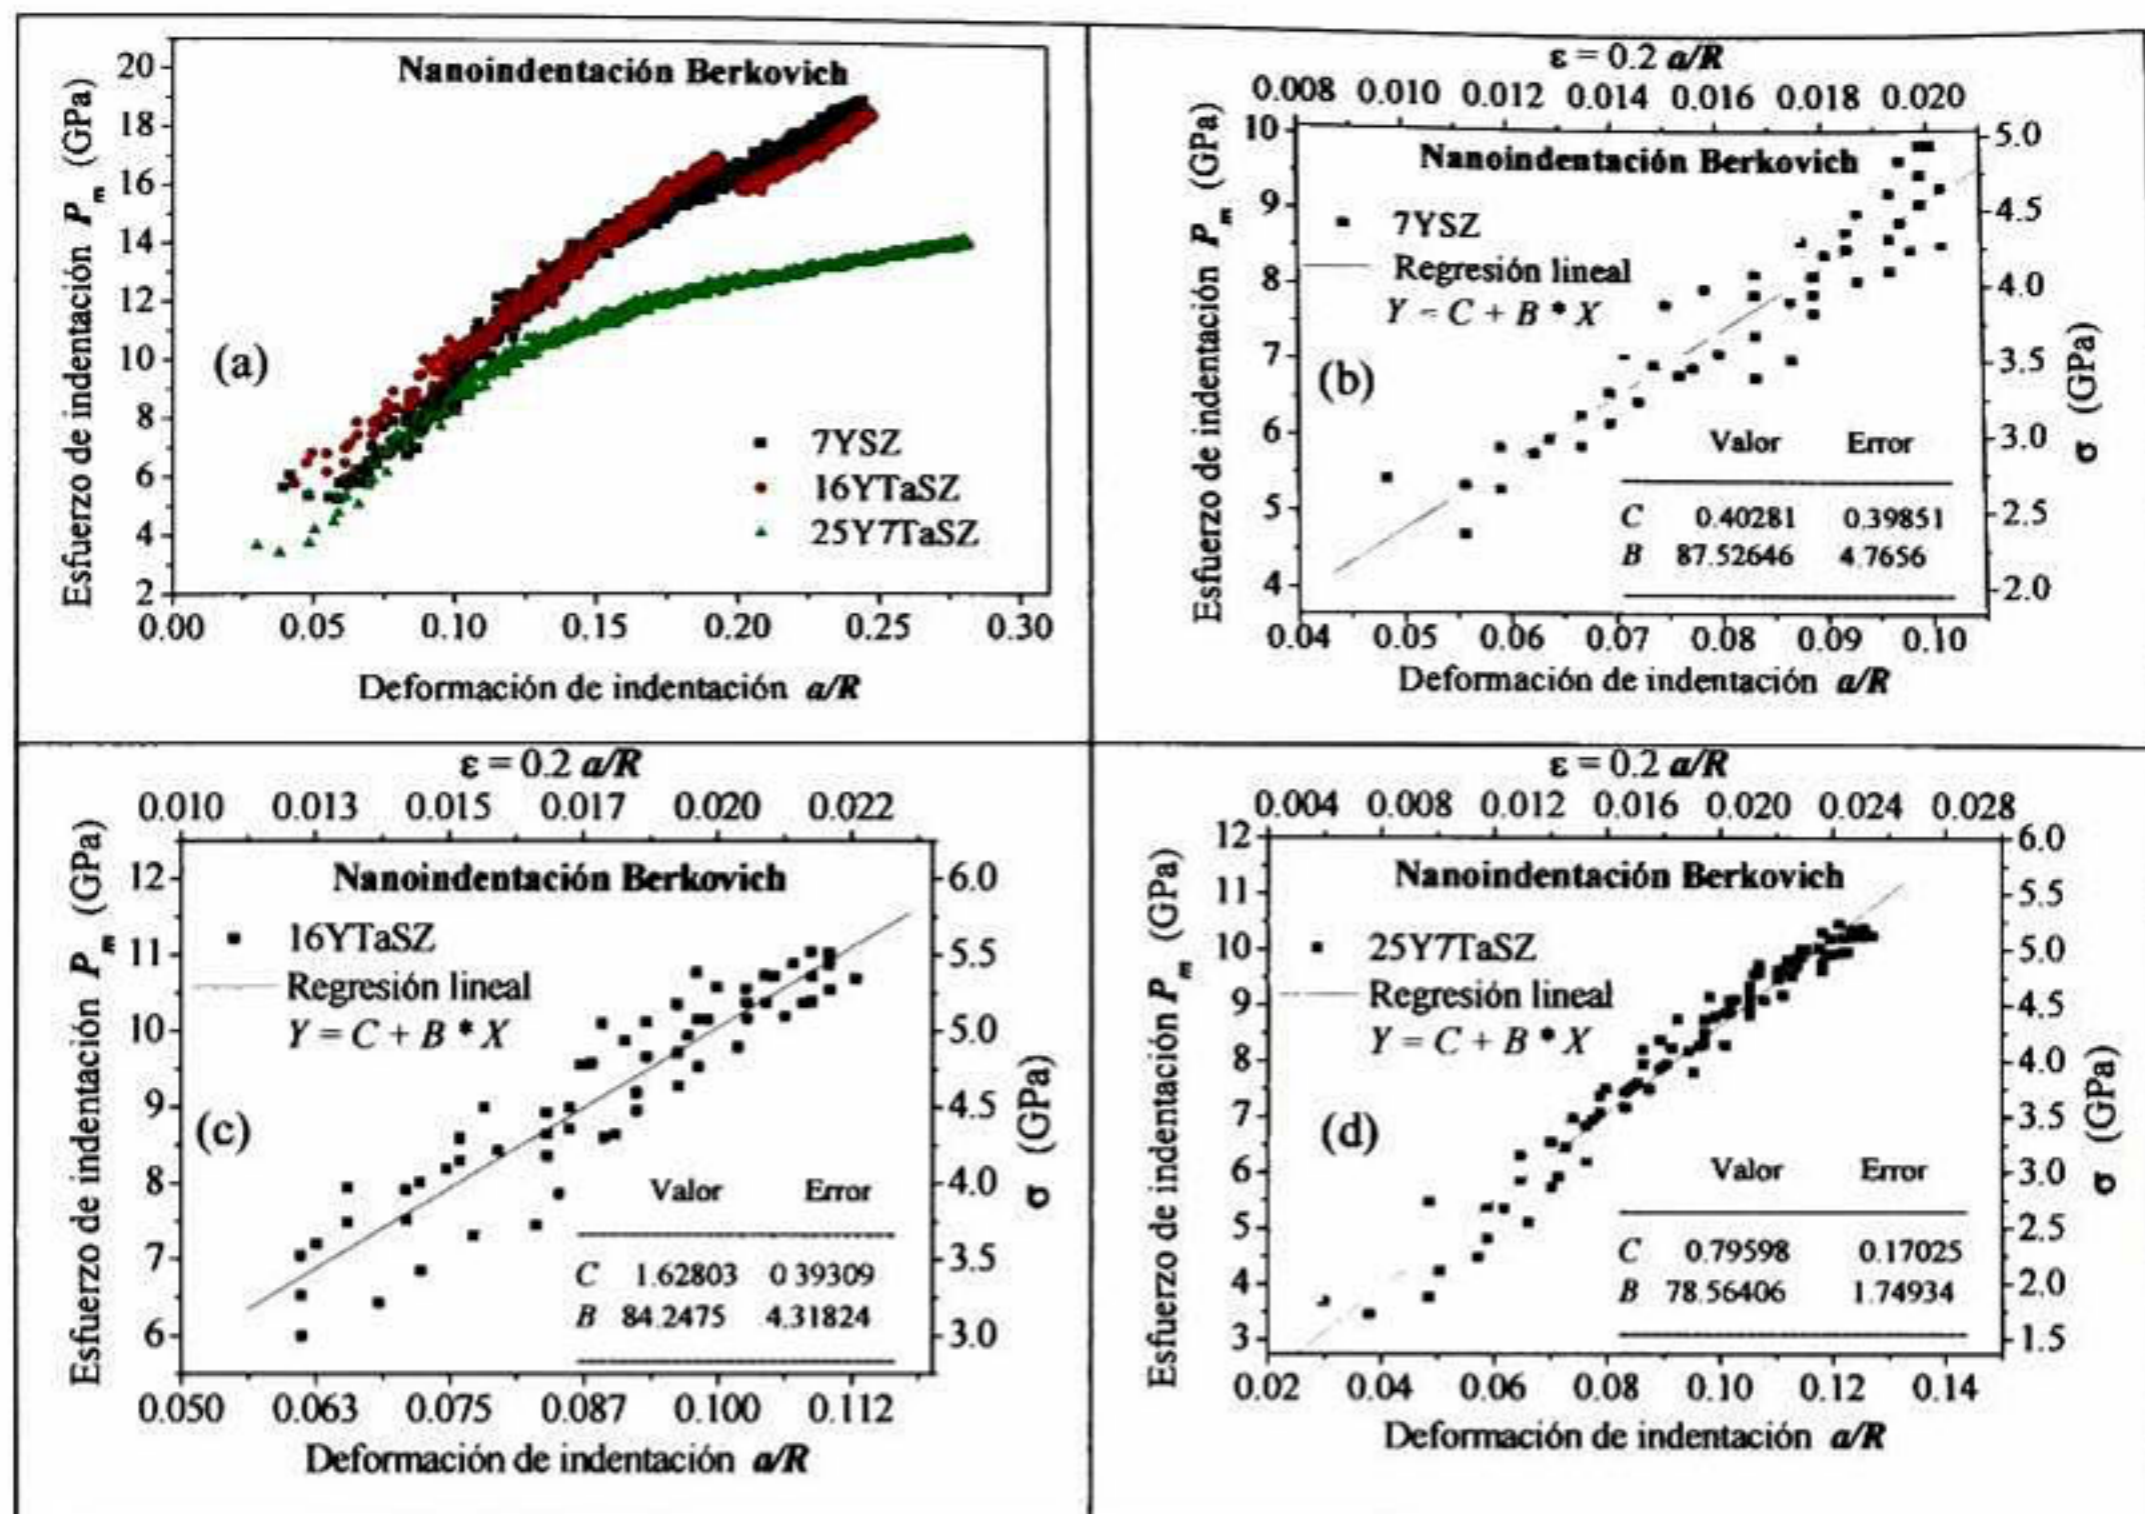 Nanoindentación Berkovich
Esfuerzo de indentación P_m (GPa)
20
18
16
14
12
10
8
6
4
2
(a)
7YSZ
16YTaSZ
25Y7TaSZ
0.00 0.05 0.10 0.15 0.20 0.25 0.30
Deformación de indentación a/R
ε = 0.2 a/R
0.008 0.010 0.012 0.014 0.016 0.018 0.020
Esfuerzo de indentación P_m (GPa)
10
9
8
7
6
5
4
Nanoindentación Berkovich
7YSZ
Regresión lineal
Y = C + B * X
(b)
Valor Error
C 0.40281 0.39851
B 87.52646 4.7656
5.0
4.5
4.0
3.5
3.0
2.5
2.0
σ (GPa)
0.04 0.05 0.06 0.07 0.08 0.09 0.10
Deformación de indentación a/R
ε = 0.2 a/R
0.010 0.013 0.015 0.017 0.020 0.022
Esfuerzo de indentación P_m (GPa)
12
11
10
9
8
7
6
Nanoindentación Berkovich
16YTaSZ
Regresión lineal
Y = C + B * X
(c)
Valor Error
C 1.62803 0 39309
B 84.2475 4.31824
6.0
5.5
5.0
4.5
4.0
3.5
3.0
σ (GPa)
0.050 0.063 0.075 0.087 0.100 0.112
Deformación de indentación a/R
ε = 0.2 a/R
0.004 0.008 0.012 0.016 0.020 0.024 0.028
Esfuerzo de indentación P_m (GPa)
12
11
10
9
8
7
6
5
4
3
Nanoindentación Berkovich
25Y7TaSZ
Regresión lineal
Y = C + B * X
(d)
Valor Error
C 0.79598 0.17025
B 78.56406 1.74934
6.0
5.5
5.0
4.5
4.0
3.5
3.0
2.5
2.0
1.5
σ (GPa)
0.02 0.04 0.06 0.08 0.10 0.12 0.14
Deformación de indentación a/R